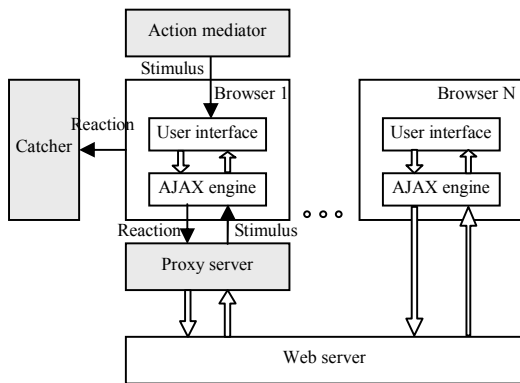 Action mediator
Stimulus
Browser 1
Browser N
Reaction
User interface
User interface
Catcher
AJAX engine
AJAX engine
Reaction
Stimulus
Proxy server
Web server